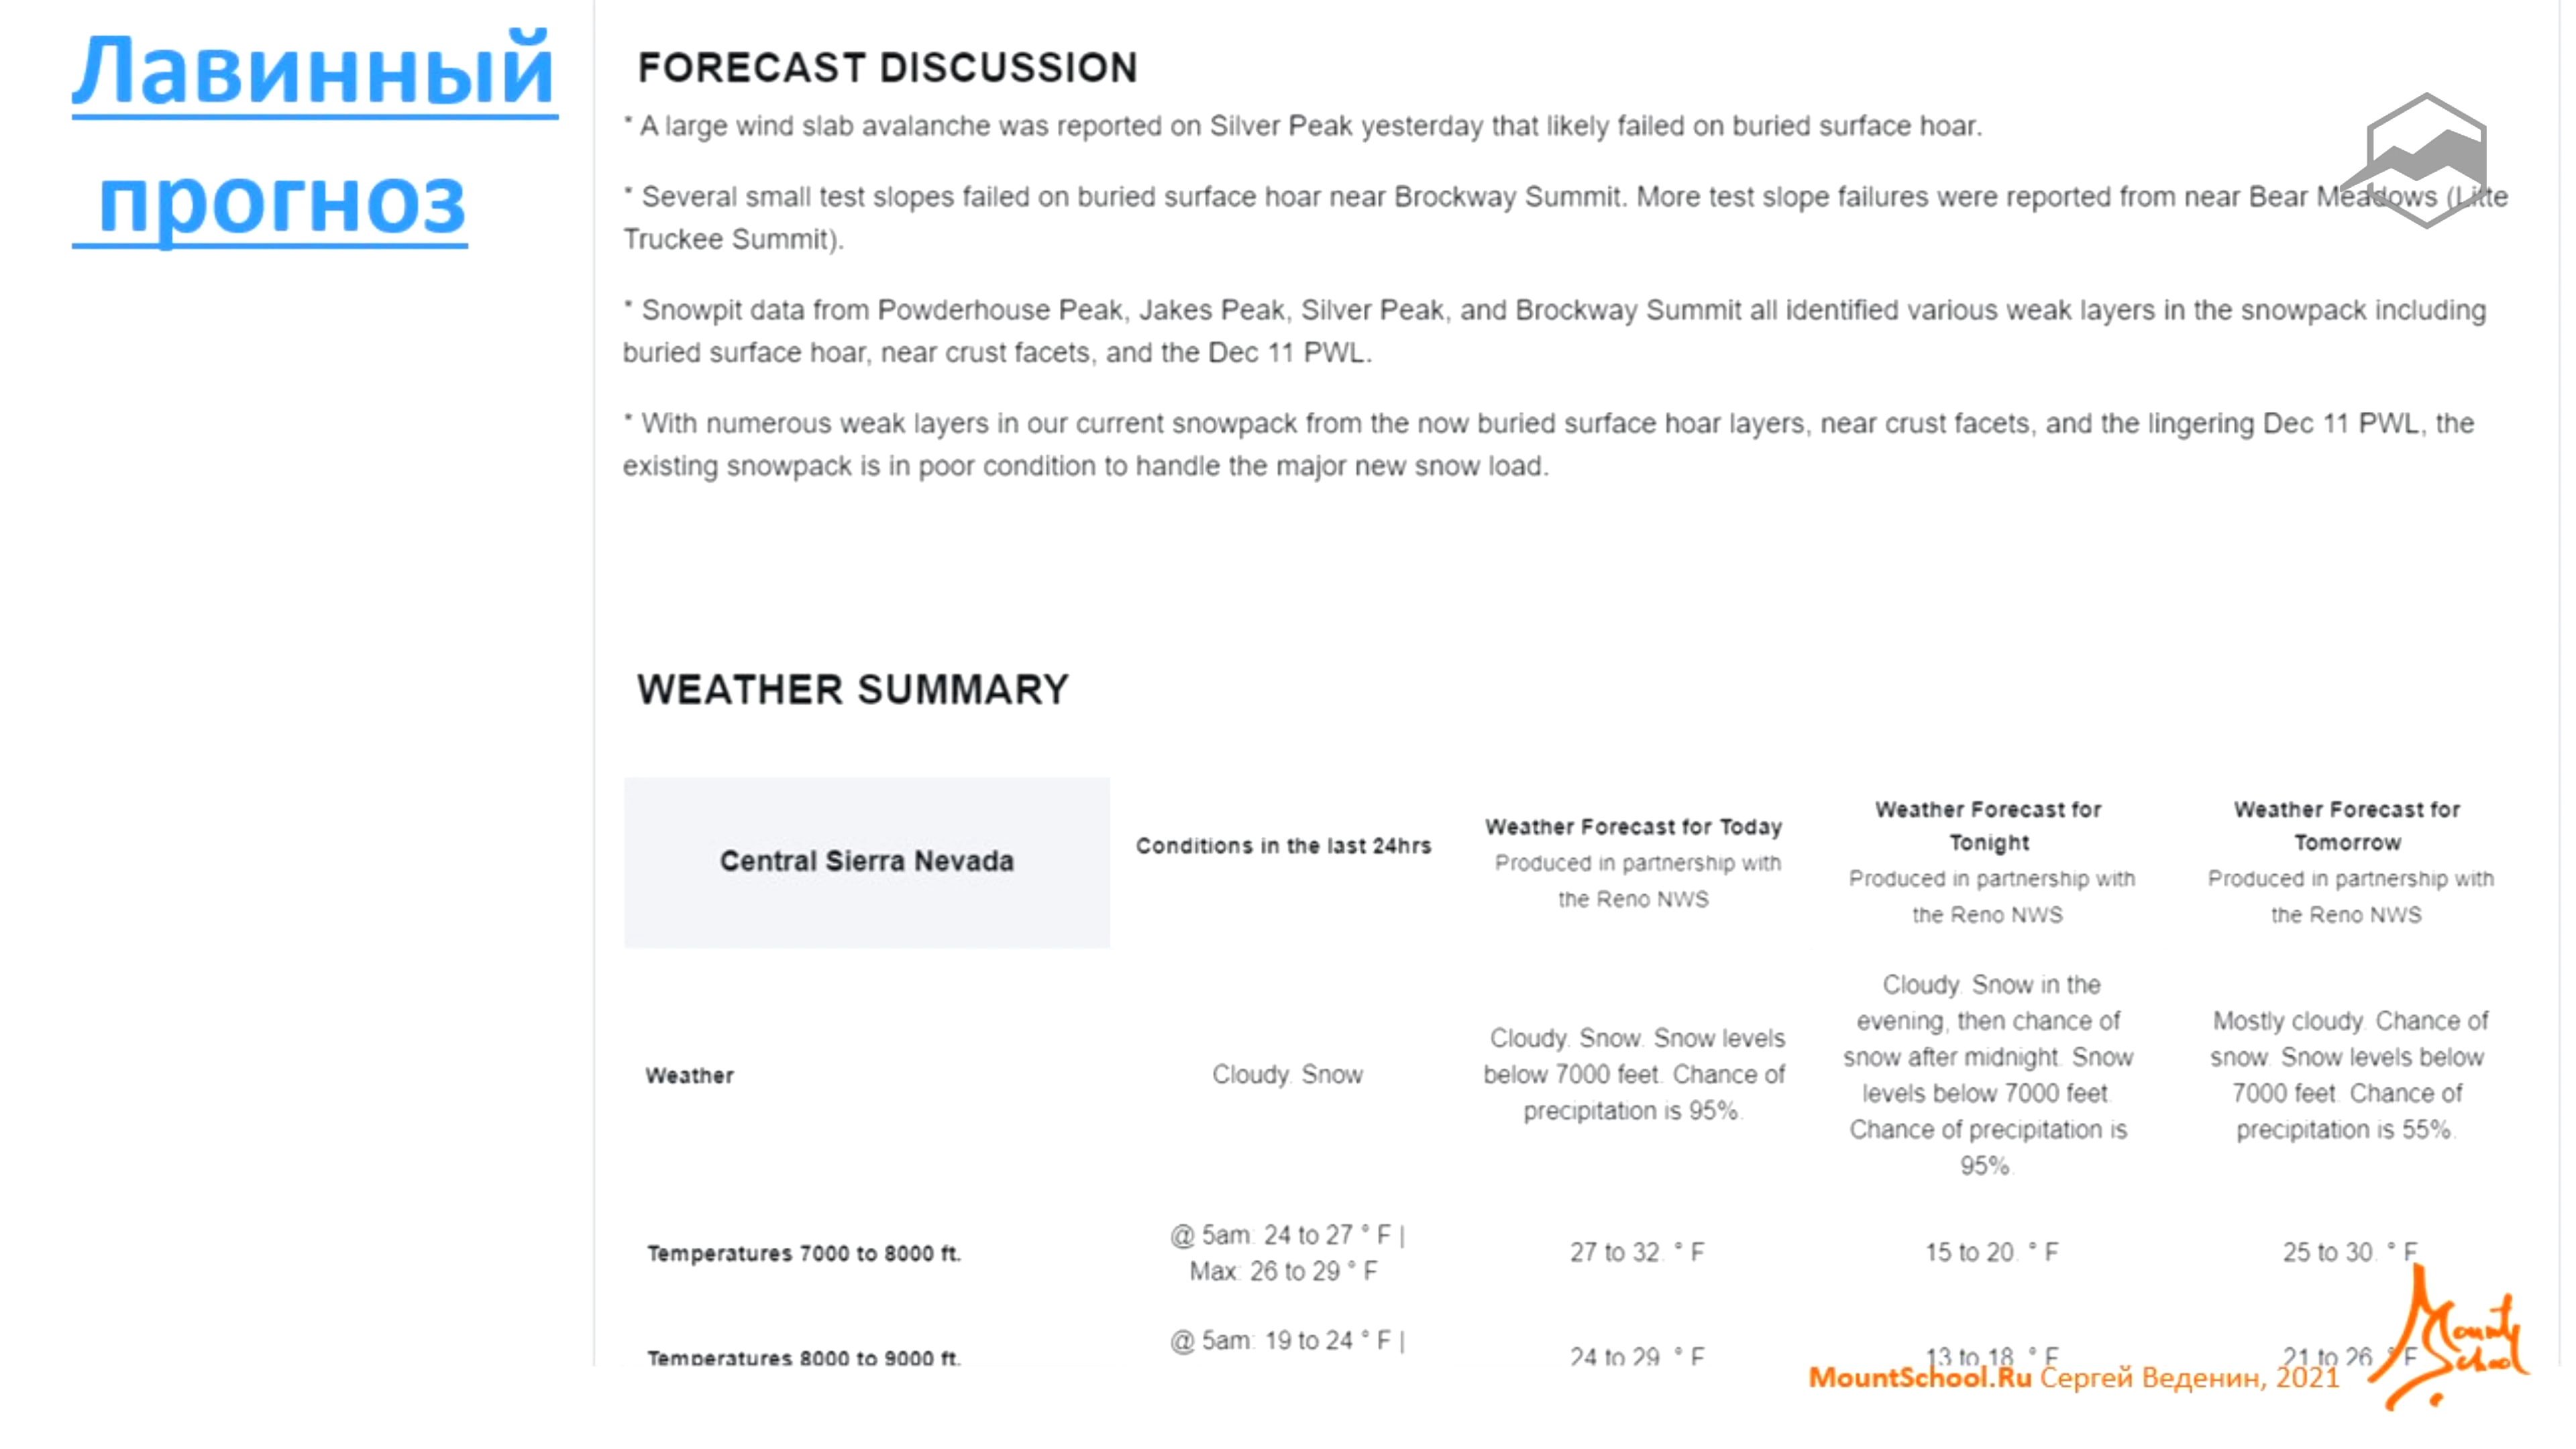 Лавинный
прогноз
FORECAST DISCUSSION
* A large wind slab avalanche was reported on Silver Peak yesterday that likely failed on buried surface hoar.
* Several small test slopes failed on buried surface hoar near Brockway Summit. More test slope failures were reported from near Bear Meadows (Litte
Truckee Summit).
* Snowpit data from Powderhouse Peak, Jakes Peak, Silver Peak, and Brockway Summit all identified various weak layers in the snowpack including
buried surface hoar, near crust facets, and the Dec 11 PWL.
* With numerous weak layers in our current snowpack from the now buried surface hoar layers, near crust facets, and the lingering Dec 11 PWL, the
existing snowpack is in poor condition to handle the major new snow load.
WEATHER SUMMARY
Central Sierra Nevada
Conditions in the last 24hrs
Weather Forecast for Today
Produced in partnership with
the Reno NWS
Weather Forecast for
Tonight
Produced in partnership with
the Reno NWS
Weather Forecast for
Tomorrow
Produced in partnership with
the Reno NWS
Weather
Cloudy. Snow
Cloudy. Snow. Snow levels
below 7000 feet. Chance of
precipitation is 95%.
Cloudy. Snow in the
evening, then chance of
snow after midnight. Snow
levels below 7000 feet.
Chance of precipitation is
95%.
Mostly cloudy. Chance of
snow. Snow levels below
7000 feet. Chance of
precipitation is 55%.
Temperatures 7000 to 8000 ft.
@ 5am: 24 to 27 ° F |
Max: 26 to 29 ° F
27 to 32. ° F
15 to 20. ° F
25 to 30. ° F
Temperatures 8000 to 9000 ft.
@ 5am: 19 to 24 ° F |
24 to 29. ° F
13 to 18. ° F
21 to 26. ° F
MountSchool.Ru Сергей Веденин, 2021
Mount
School